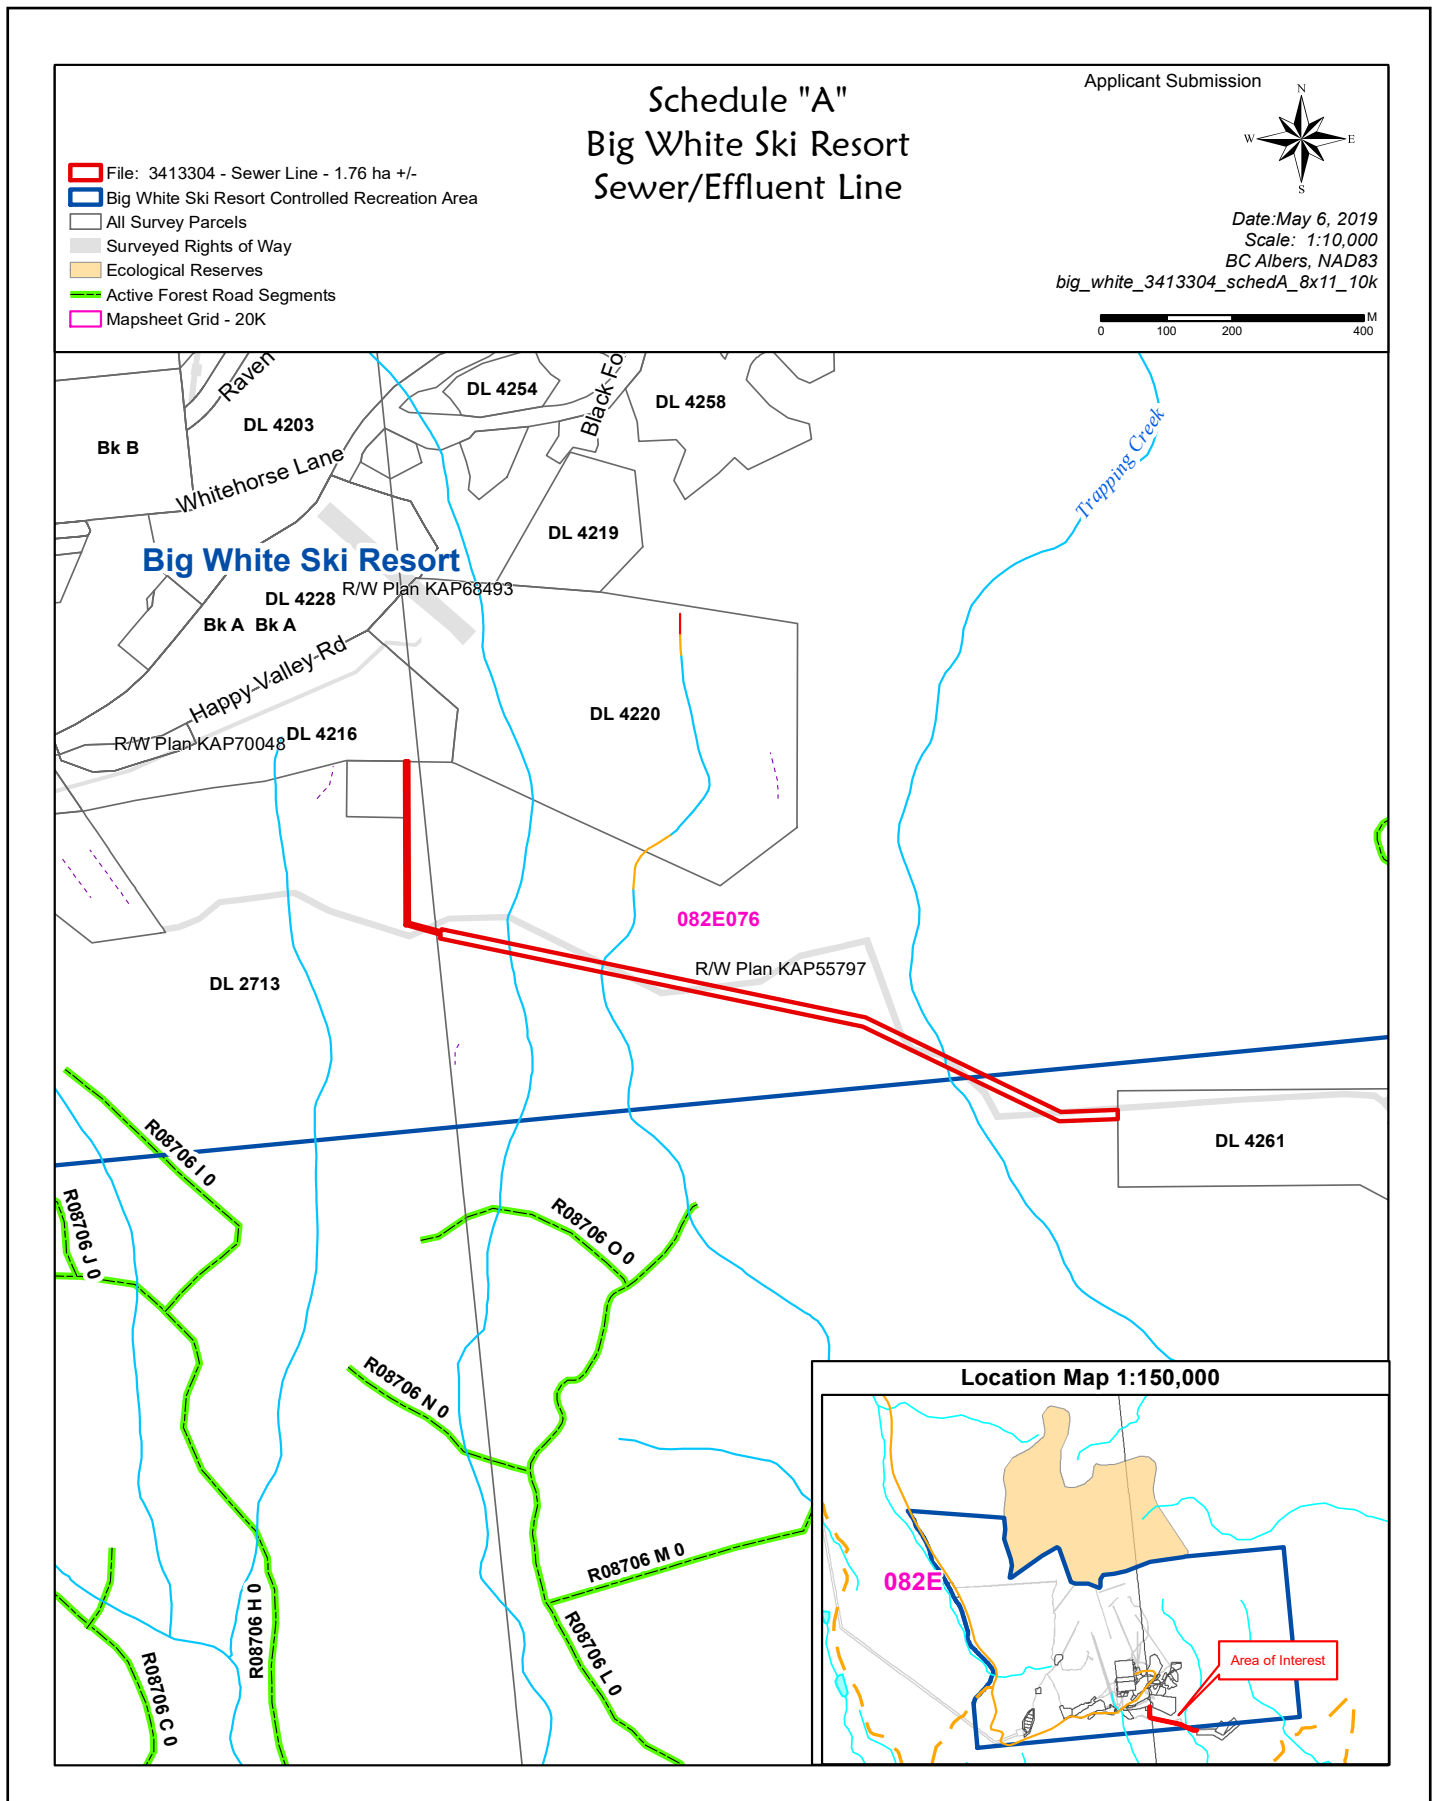 Applicant Submission
Schedule "A"
Big White Ski Resort
Sewer/Effluent Line
N
W
E
S
File: 3413304 - Sewer Line - 1.76 ha +/-
Big White Ski Resort Controlled Recreation Area
All Survey Parcels
Surveyed Rights of Way
Ecological Reserves
Active Forest Road Segments
Mapsheet Grid - 20K
Date:May 6, 2019
Scale: 1:10,000
BC Albers, NAD83
big_white_3413304_schedA_8x11_10k
M
0 100 200 400
Raven
DL 4254
Black-Fo
DL 4258
DL 4203
Bk B
Whitehorse Lane
Trapping Creek
DL 4219
Big White Ski Resort
R/W Plan KAP68493
DL 4228
Bk A Bk A
Happy-Valley-Rd
DL 4220
DL 4216
R/W Plan KAP70048
082E076
R/W Plan KAP55797
DL 2713
DL 4261
R08706 I 0
R08706 J 0
R08706 O 0
R08706 N 0
R08706 M 0
R08706 H 0
R08706 L 0
R08706 C 0
Location Map 1:150,000
082E
Area of Interest